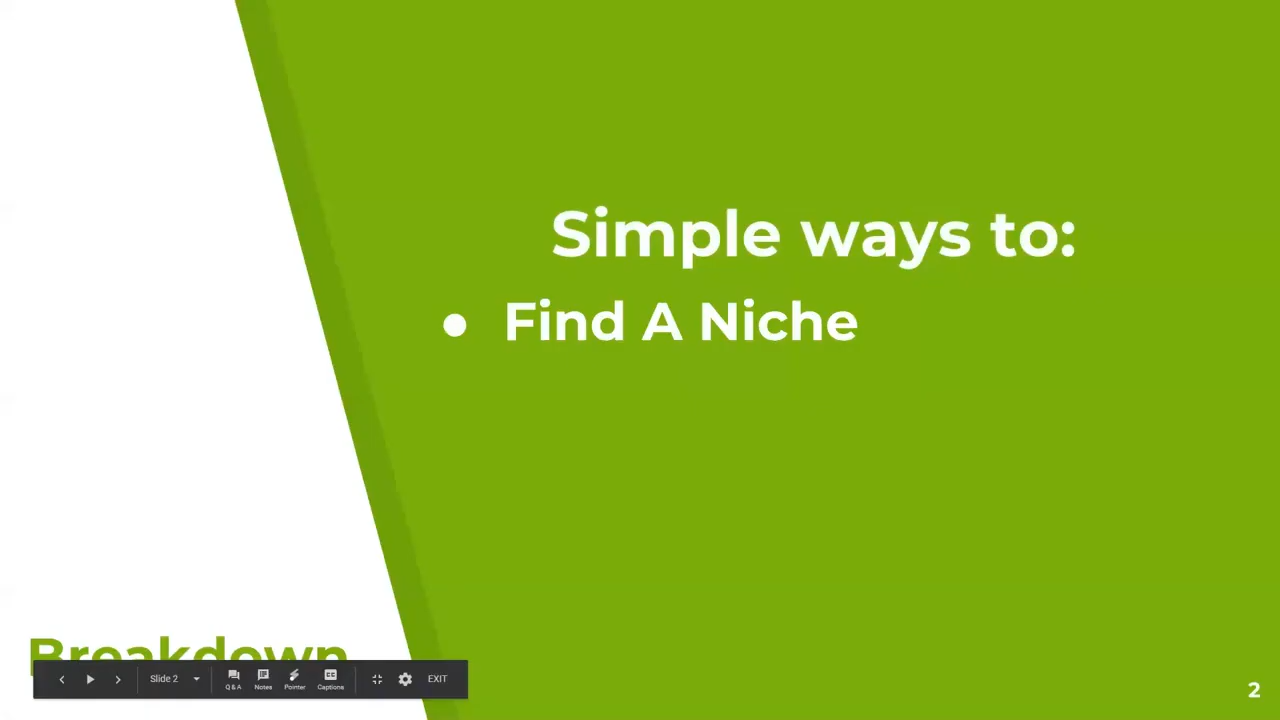 Simple ways to:
● Find A Niche
Breakdown
Slide 2
Q & A
Notes
Pointer
Captions
EXIT
2